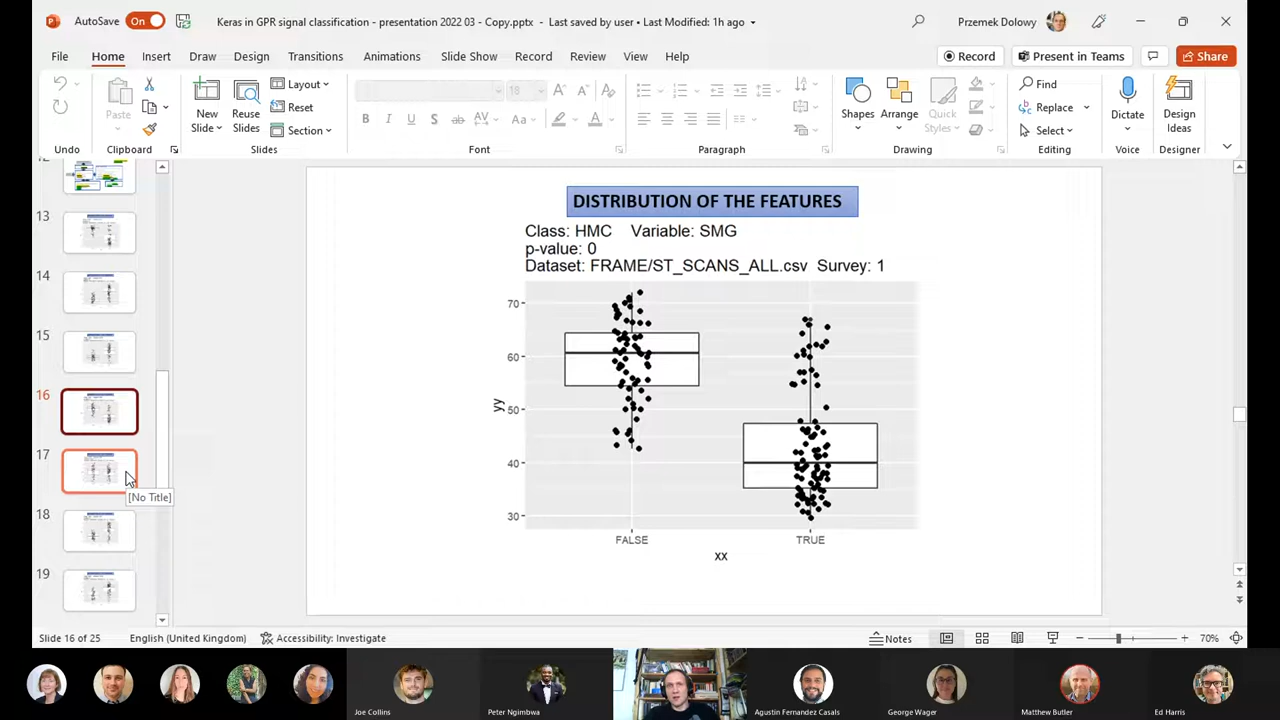 AutoSave On Keras in GPR signal classification - presentation 2022 03 - Copy.pptx - Last saved by user • Last Modified: 1h ago Przemek Dolowy
File Home Insert Draw Design Transitions Animations Slide Show Record Review View Help Record Present in Teams Share
Undo
Paste
Clipboard
New Slide
Reuse Slides
Layout
Reset
Section
Slides
18
Font
Paragraph
Shapes
Arrange
Quick Styles
Drawing
Find
Replace
Select
Editing
Dictate
Voice
Design Ideas
Designer
12
13
14
15
16
17
18
19
[No Title]
DISTRIBUTION OF THE FEATURES
Class: HMC Variable: SMG
p-value: 0
Dataset: FRAME/ST_SCANS_ALL.csv Survey: 1
70
60
50
40
30
yy
FALSE TRUE
xx
Slide 16 of 25 English (United Kingdom) Accessibility: Investigate Notes 70%
Joe Collins Peter Ngimbwa Agustin Fernandez Casals George Wager Matthew Butler Ed Harris